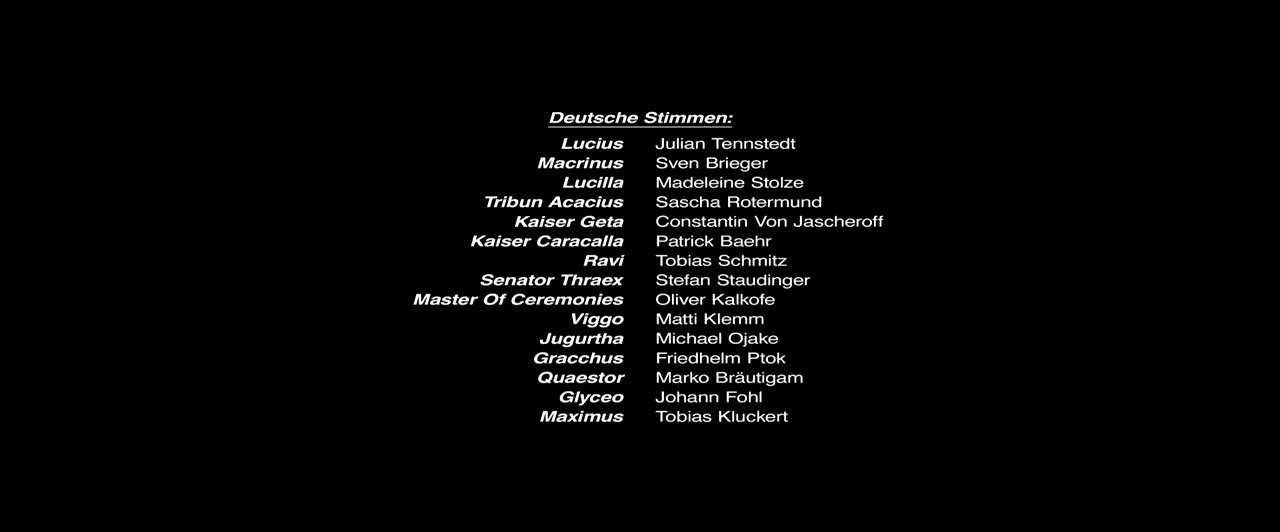 Deutsche Stimmen:
Lucius Julian Tennstedt
Macrinus Sven Brieger
Lucilla Madeleine Stolze
Tribun Acacius Sascha Rotermund
Kaiser Geta Constantin Von Jascheroff
Kaiser Caracalla Patrick Baehr
Ravi Tobias Schmitz
Senator Thraex Stefan Staudinger
Master Of Ceremonies Oliver Kalkofe
Viggo Matti Klemm
Jugurtha Michael Ojake
Gracchus Friedhelm Ptok
Quaestor Marko Bräutigam
Glyceo Johann Fohl
Maximus Tobias Kluckert